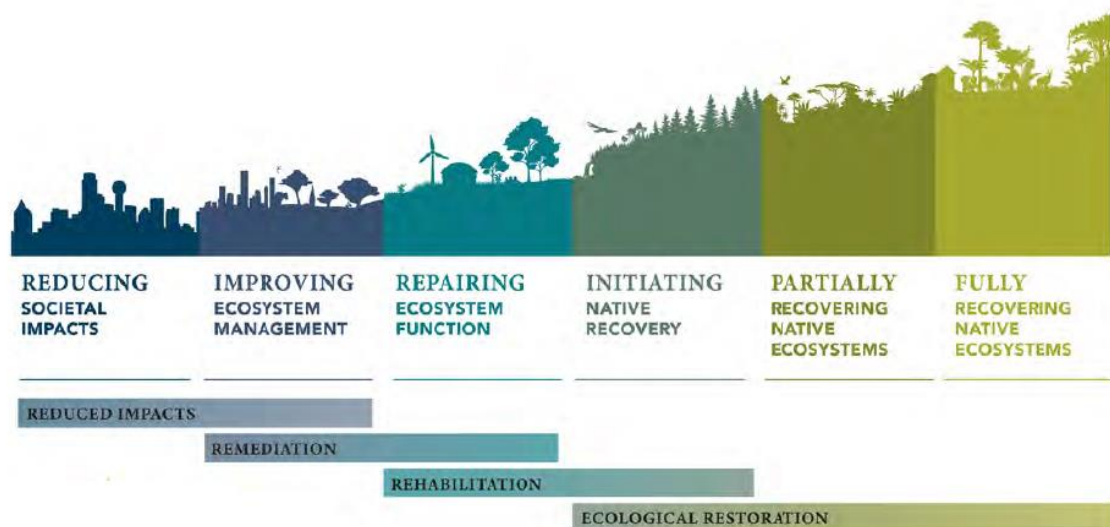 REDUCING
SOCIETAL
IMPACTS
IMPROVING
ECOSYSTEM
MANAGEMENT
REPAIRING
ECOSYSTEM
FUNCTION
INITIATING
NATIVE
RECOVERY
PARTIALLY
RECOVERING
NATIVE
ECOSYSTEMS
FULLY
RECOVERING
NATIVE
ECOSYSTEMS
REDUCED IMPACTS
REMEDIATION
REHABILITATION
ECOLOGICAL RESTORATION